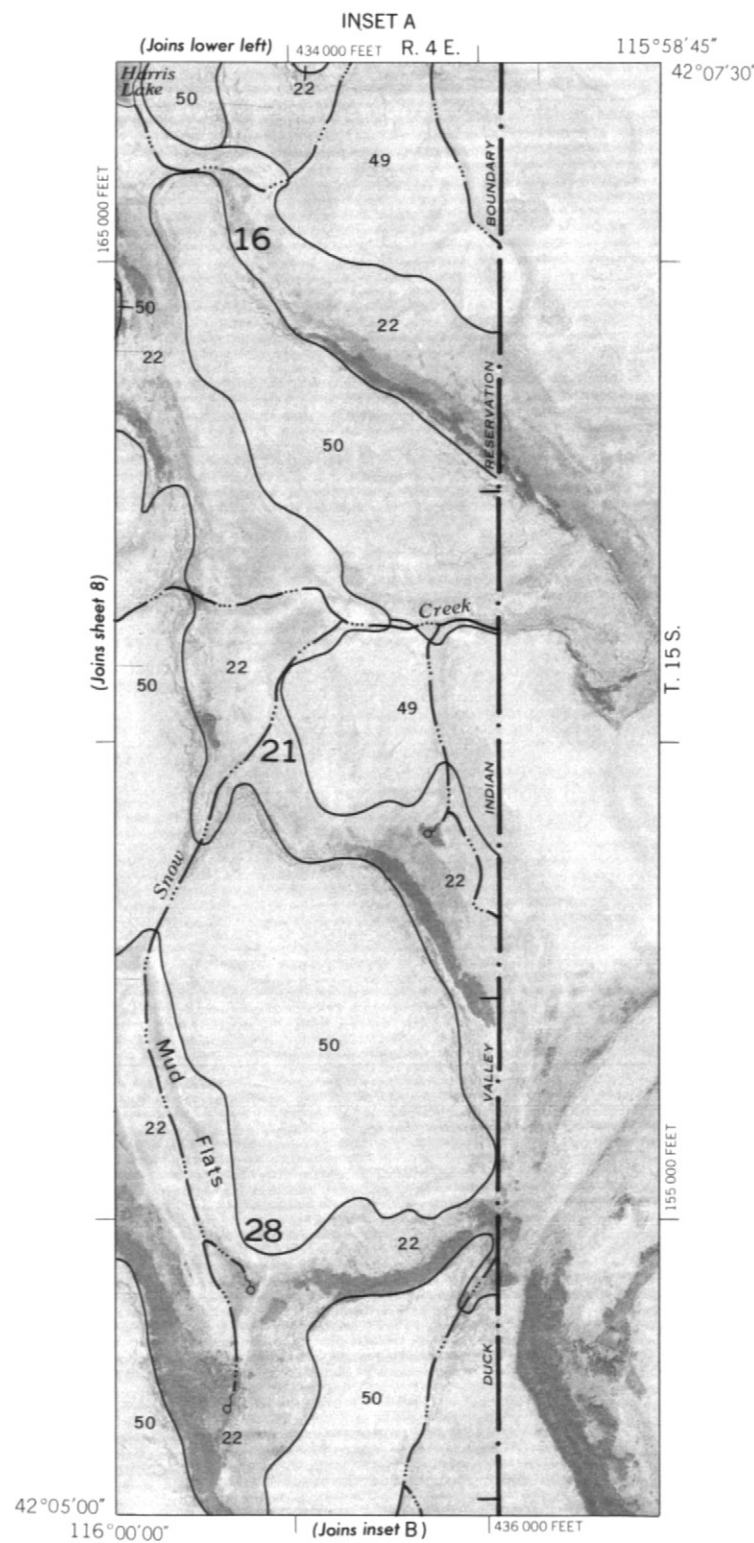 INSET A
(Joins lower left)
434 000 FEET
R. 4 E.
115°58'45"
42°07'30"
Harris
Lake
50
22
49
BOUNDARY
165 000 FEET
16
50
22
22
RESERVATION
50
Creek
(Joins sheet 8)
T. 15 S.
50
22
49
21
INDIAN
Snow
22
50
VALLEY
Mud
22
Flats
155 000 FEET
28
22
DUCK
50
50
22
42°05'00"
116°00'00"
(Joins inset B)
436 000 FEET